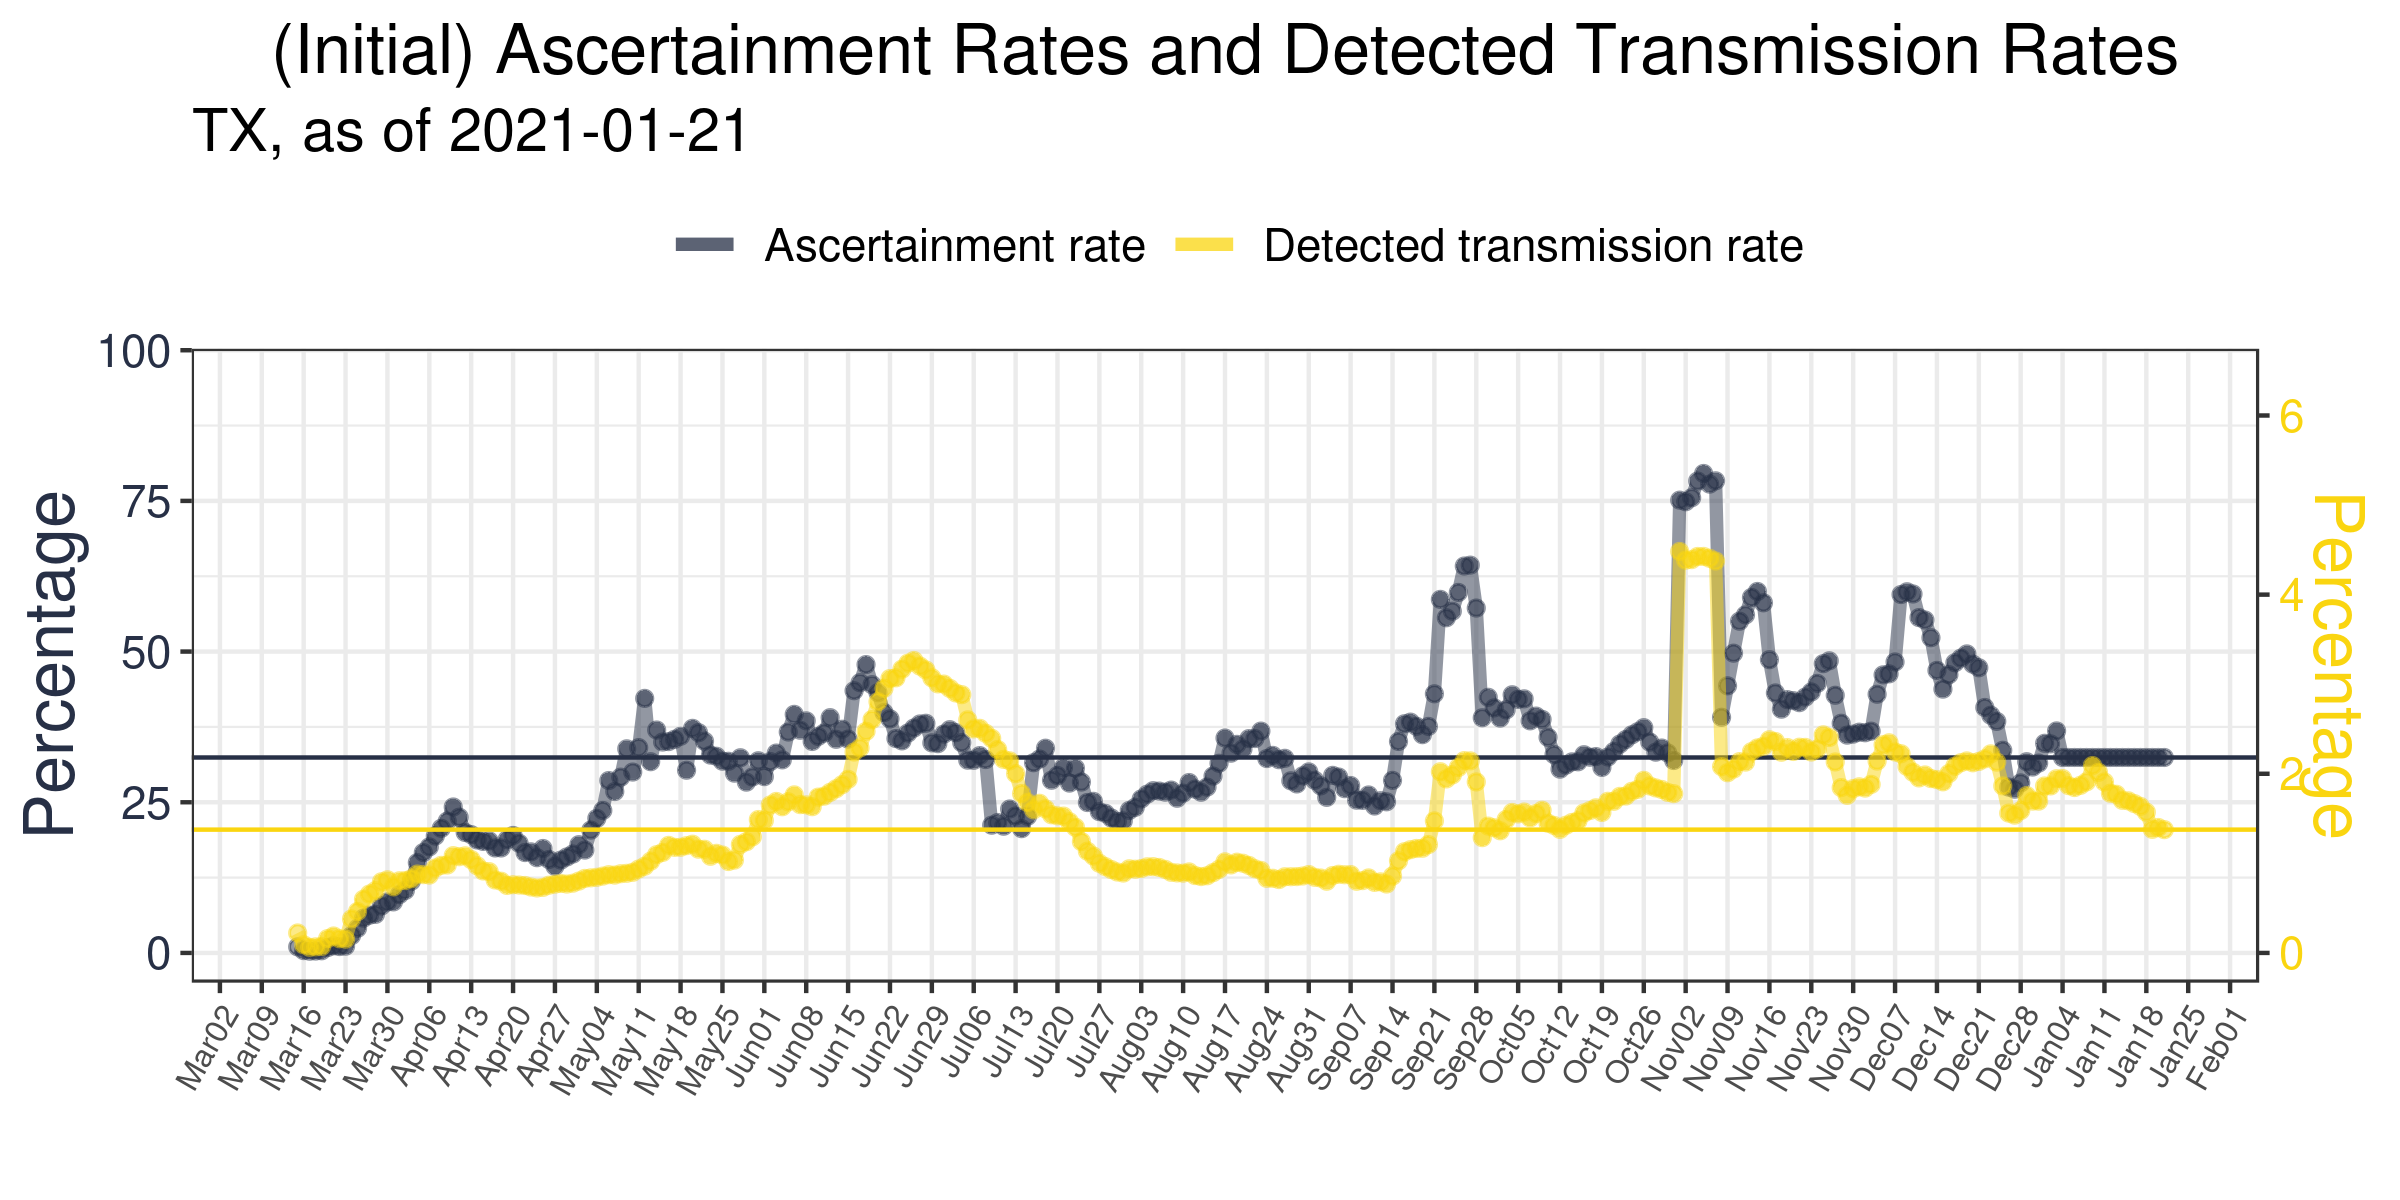 (Initial) Ascertainment Rates and Detected Transmission Rates
TX, as of 2021-01-21
Ascertainment rate
Detected transmission rate
Percentage
100
75
50
25
0
6
4
2
0
Percentage
Mar02
Mar09
Mar16
Mar23
Mar30
Apr06
Apr13
Apr20
Apr27
May04
May11
May18
May25
Jun01
Jun08
Jun15
Jun22
Jun29
Jul06
Jul13
Jul20
Jul27
Aug03
Aug10
Aug17
Aug24
Aug31
Sep07
Sep14
Sep21
Sep28
Oct05
Oct12
Oct19
Oct26
Nov02
Nov09
Nov16
Nov23
Nov30
Dec07
Dec14
Dec21
Dec28
Jan04
Jan11
Jan18
Jan25
Feb01